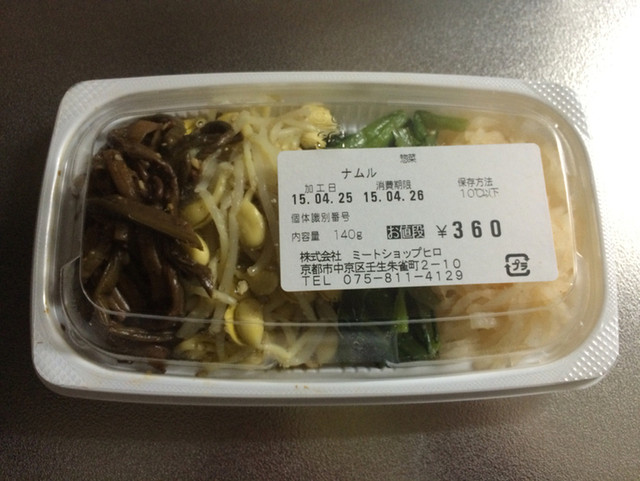 惣菜
ナムル
加工日 消費期限 保存方法
15.04.25 15.04.26 10℃以下
個体識別番号
内容量 140g お値段 ¥360
株式会社 ミートショップヒロ
京都市中京区壬生朱雀町2-10
TEL 075-811-4129
プラ